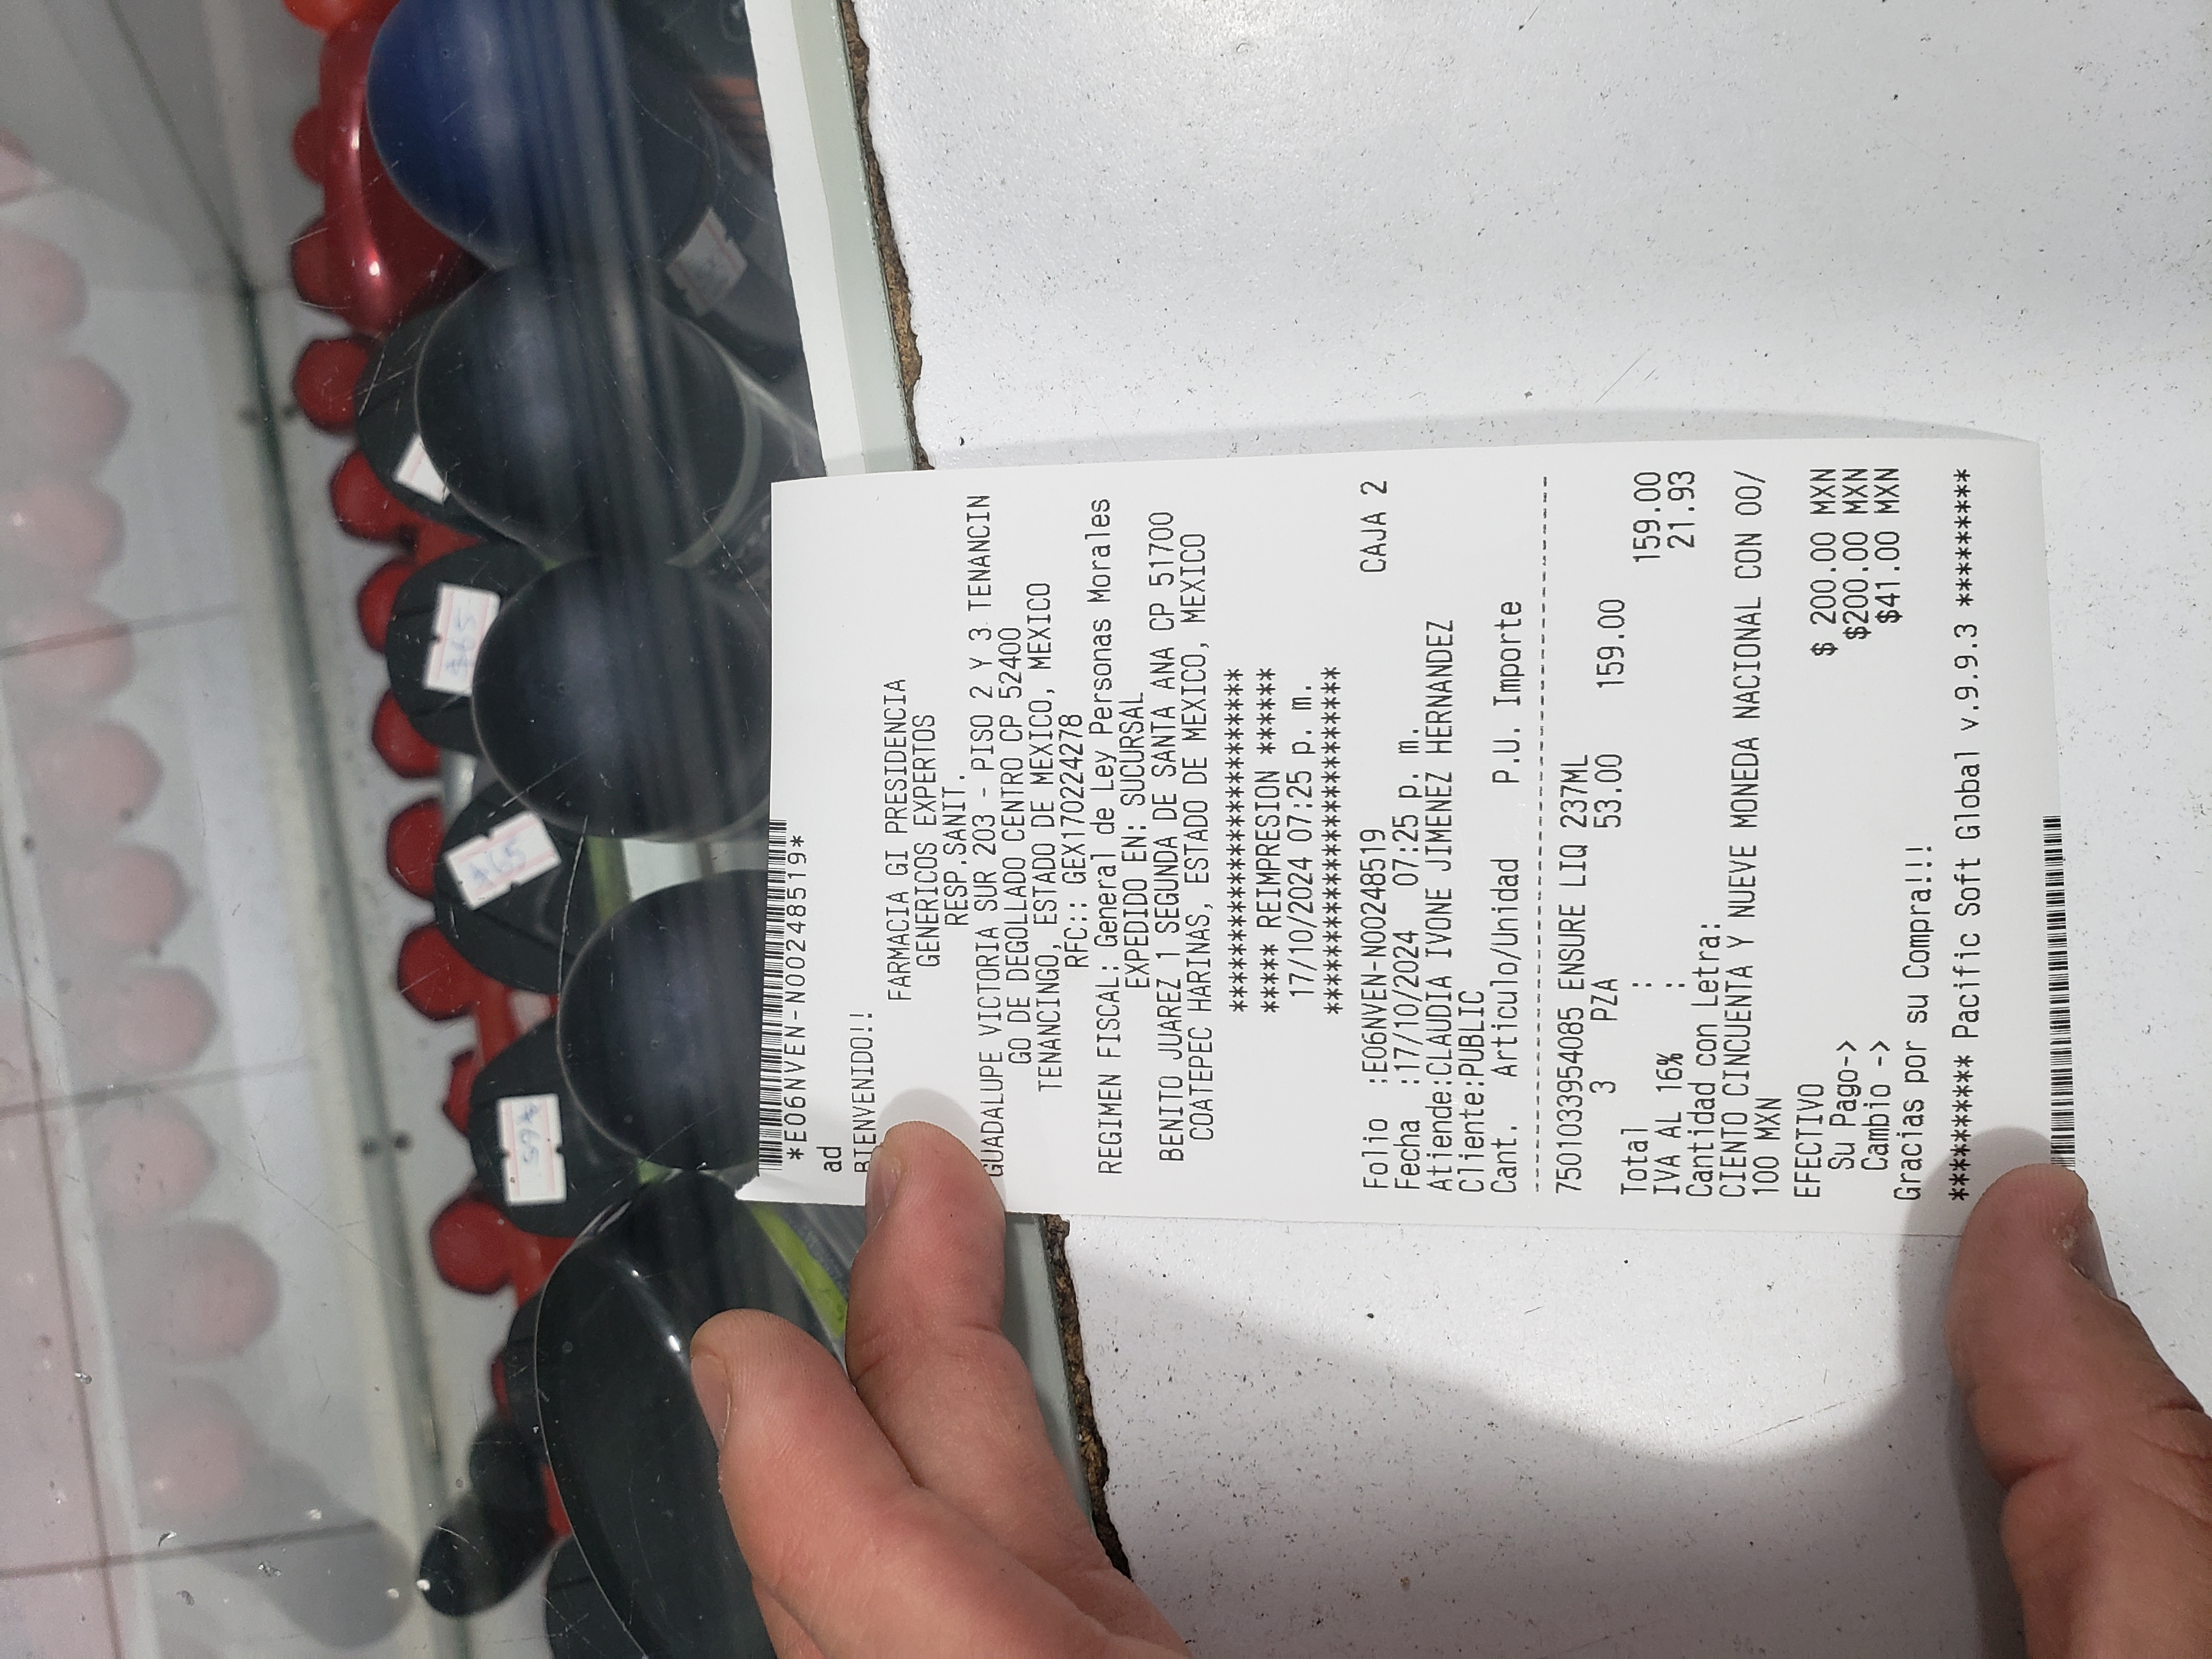 *E06NVEN-N00248519*
ad
BIENVENIDO!!
FARMACIA GI PRESIDENCIA
GENERICOS EXPERTOS
RESP.SANIT.
GUADALUPE VICTORIA SUR 203 - PISO 2 Y 3 TENANCIN
GO DE DEGOLLADO CENTRO CP 52400
TENANCINGO, ESTADO DE MEXICO, MEXICO
RFC:: GEX170224278
REGIMEN FISCAL: General de Ley Personas Morales
EXPEDIDO EN: SUCURSAL
BENITO JUAREZ 1 SEGUNDA DE SANTA ANA CP 51700
COATEPEC HARINAS, ESTADO DE MEXICO, MEXICO
*****************************
***** REIMPRESION ******
17/10/2024 07:25 p. m.
*****************************
Folio :E06NVEN-N00248519 CAJA 2
Fecha :17/10/2024 07:25 p. m.
Atiende:CLAUDIA IVONE JIMENEZ HERNANDEZ
Cliente:PUBLIC
Cant. Articulo/Unidad P.U. Importe
7501033954085 ENSURE LIQ 237ML
3 PZA 53.00 159.00
Total : 159.00
IVA AL 16% : 21.93
Cantidad con Letra:
CIENTO CINCUENTA Y NUEVE MONEDA NACIONAL CON 00/
100 MXN
EFECTIVO $ 200.00 MXN
Su Pago-> $200.00 MXN
Cambio -> $41.00 MXN
Gracias por su Compra!!!
********* Pacific Soft Global v.9.9.3 *********
$65
$65